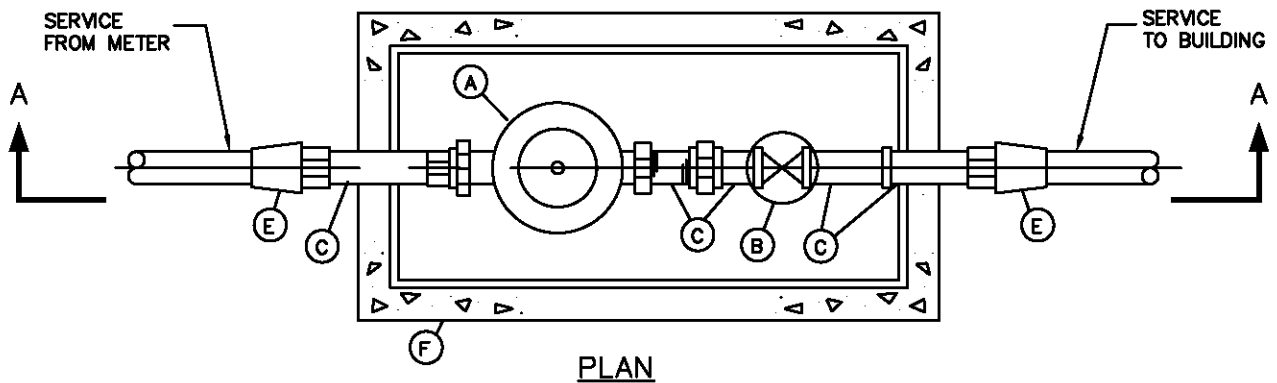 SERVICE
FROM METER
SERVICE
TO BUILDING
A
A
A
E
C
C
B
C
E
F
PLAN